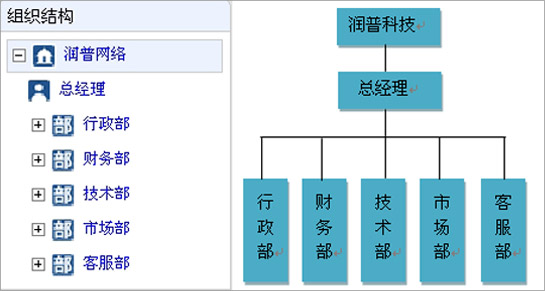 组织结构
润普网络
总经理
部 行政部
部 财务部
部 技术部
部 市场部
部 客服部
润普科技
总经理
行政部
财务部
技术部
市场部
客服部